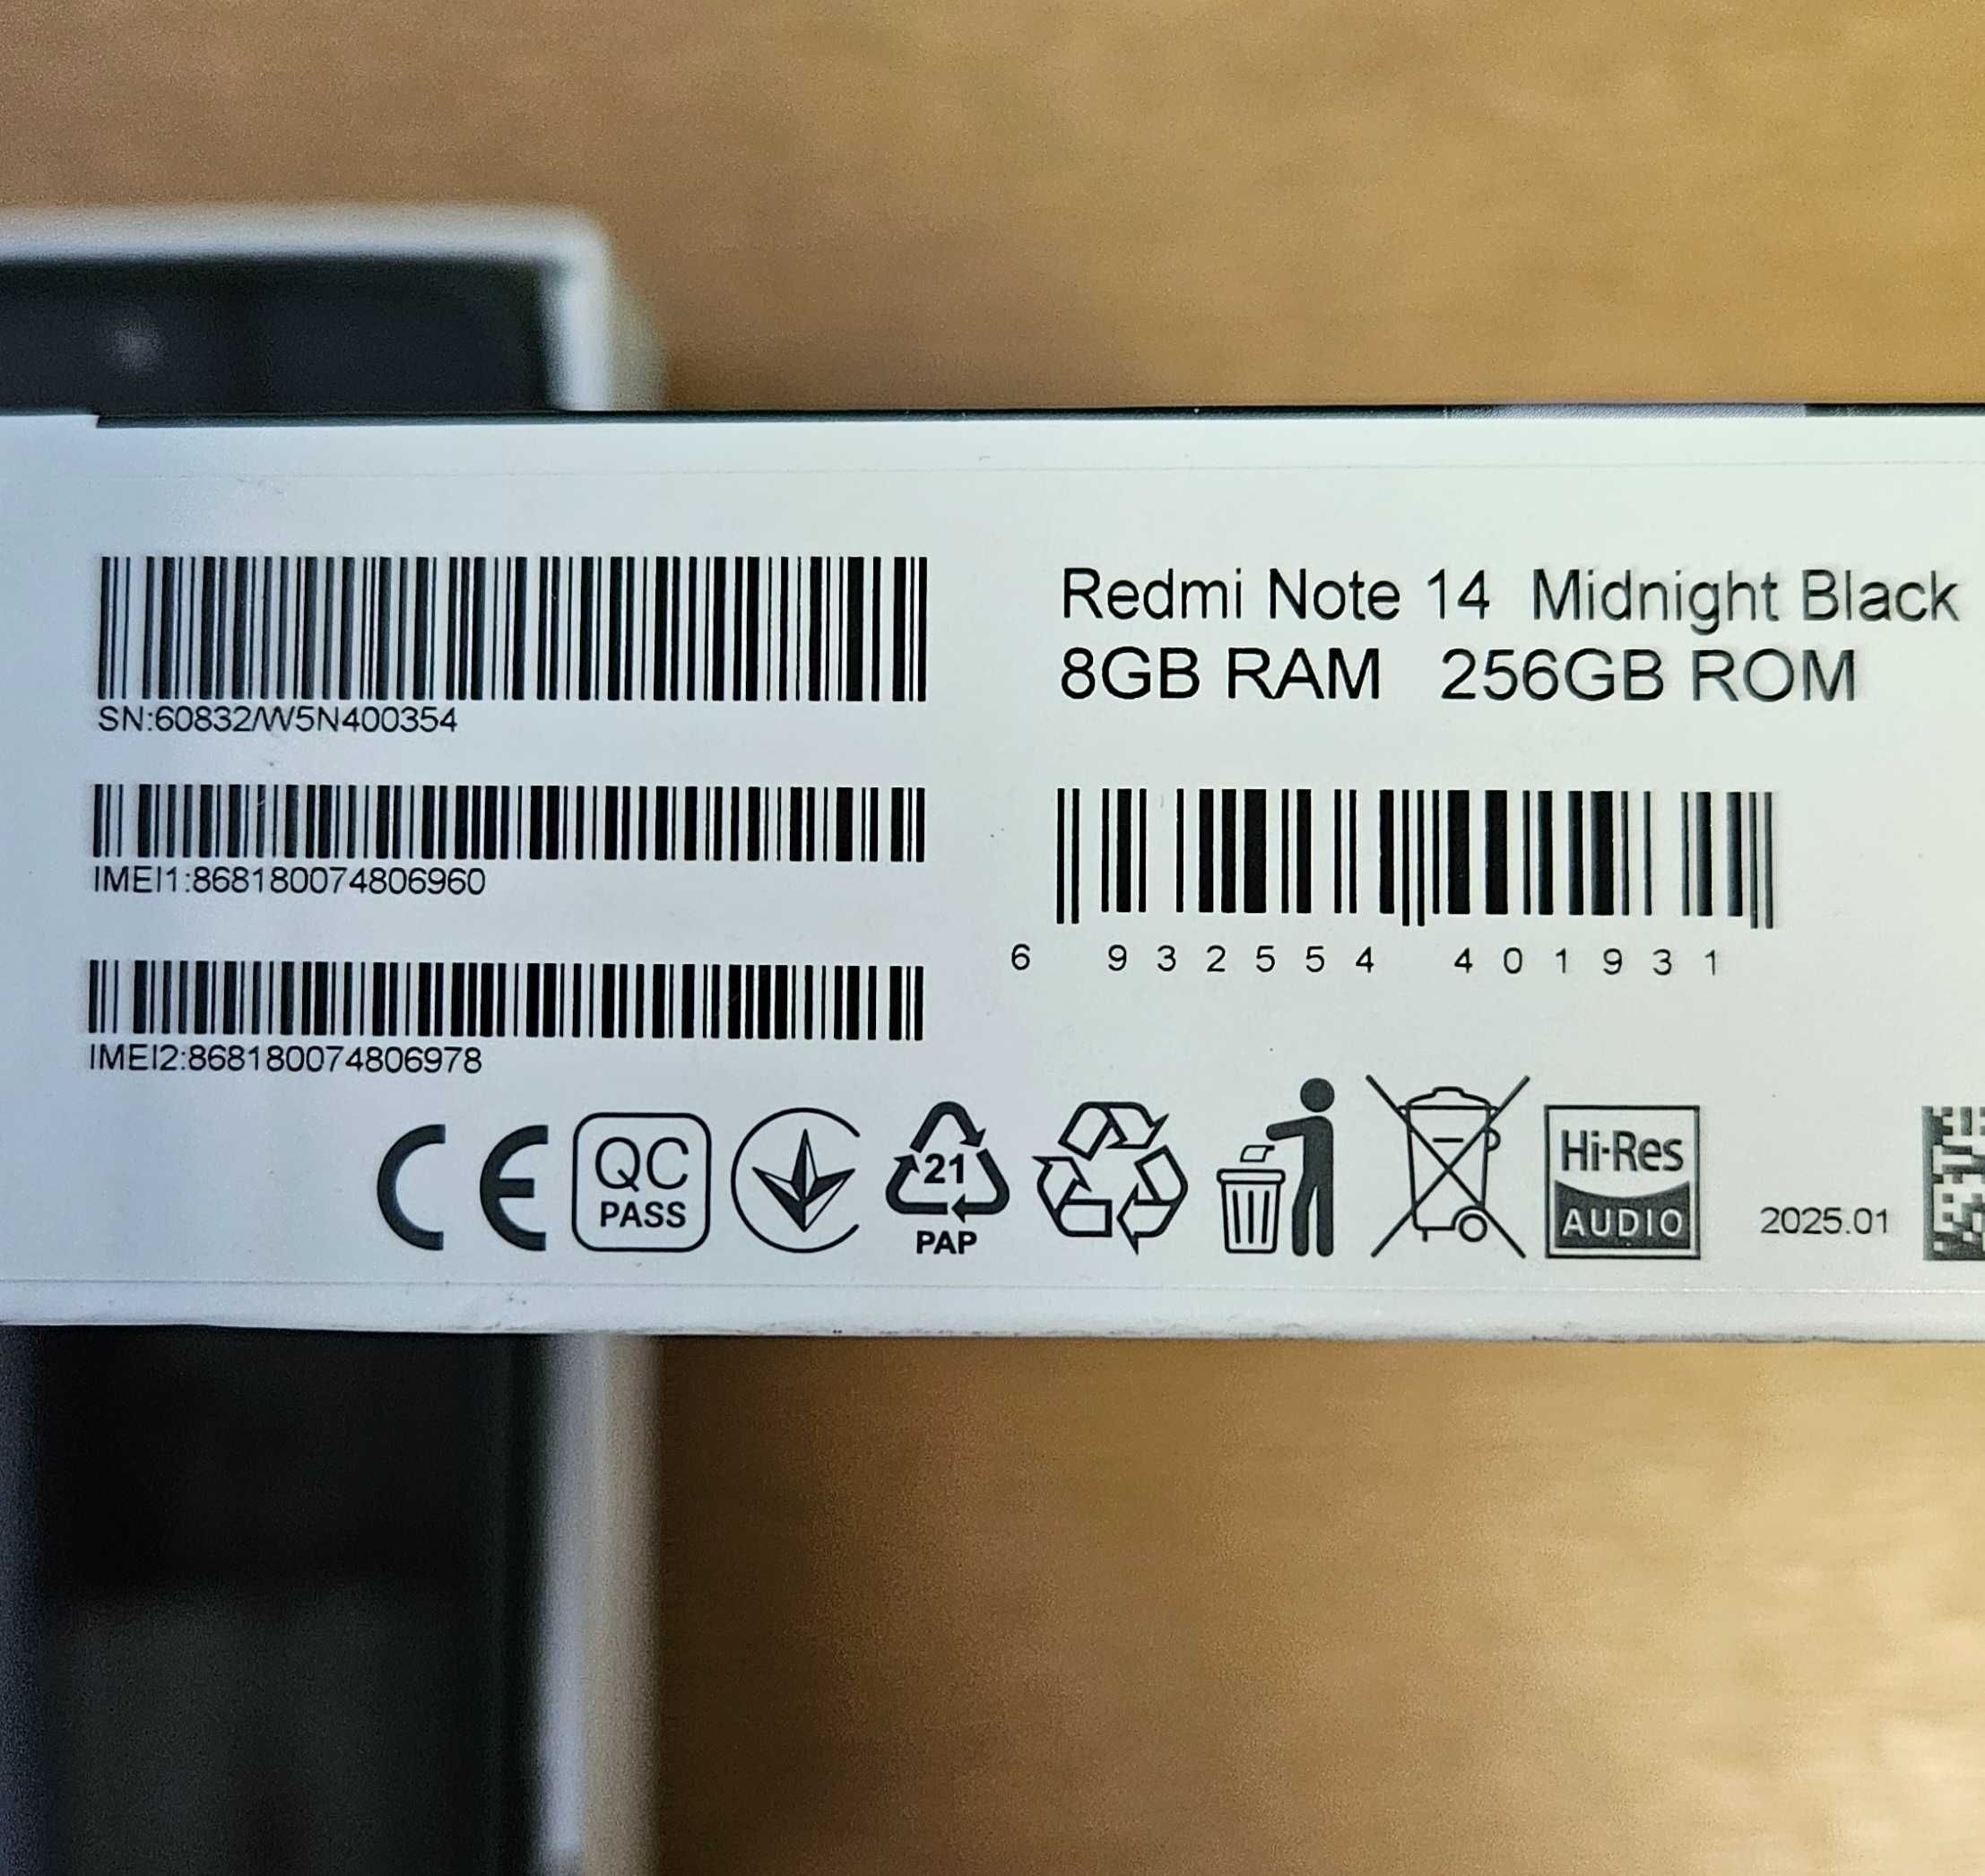 SN:60832/W5N400354
Redmi Note 14 Midnight Black
8GB RAM 256GB ROM
IMEI1:868180074806960
IMEI2:868180074806978
6 932554 401931
CE
QC
PASS
21
PAP
Hi-Res
AUDIO
2025.01